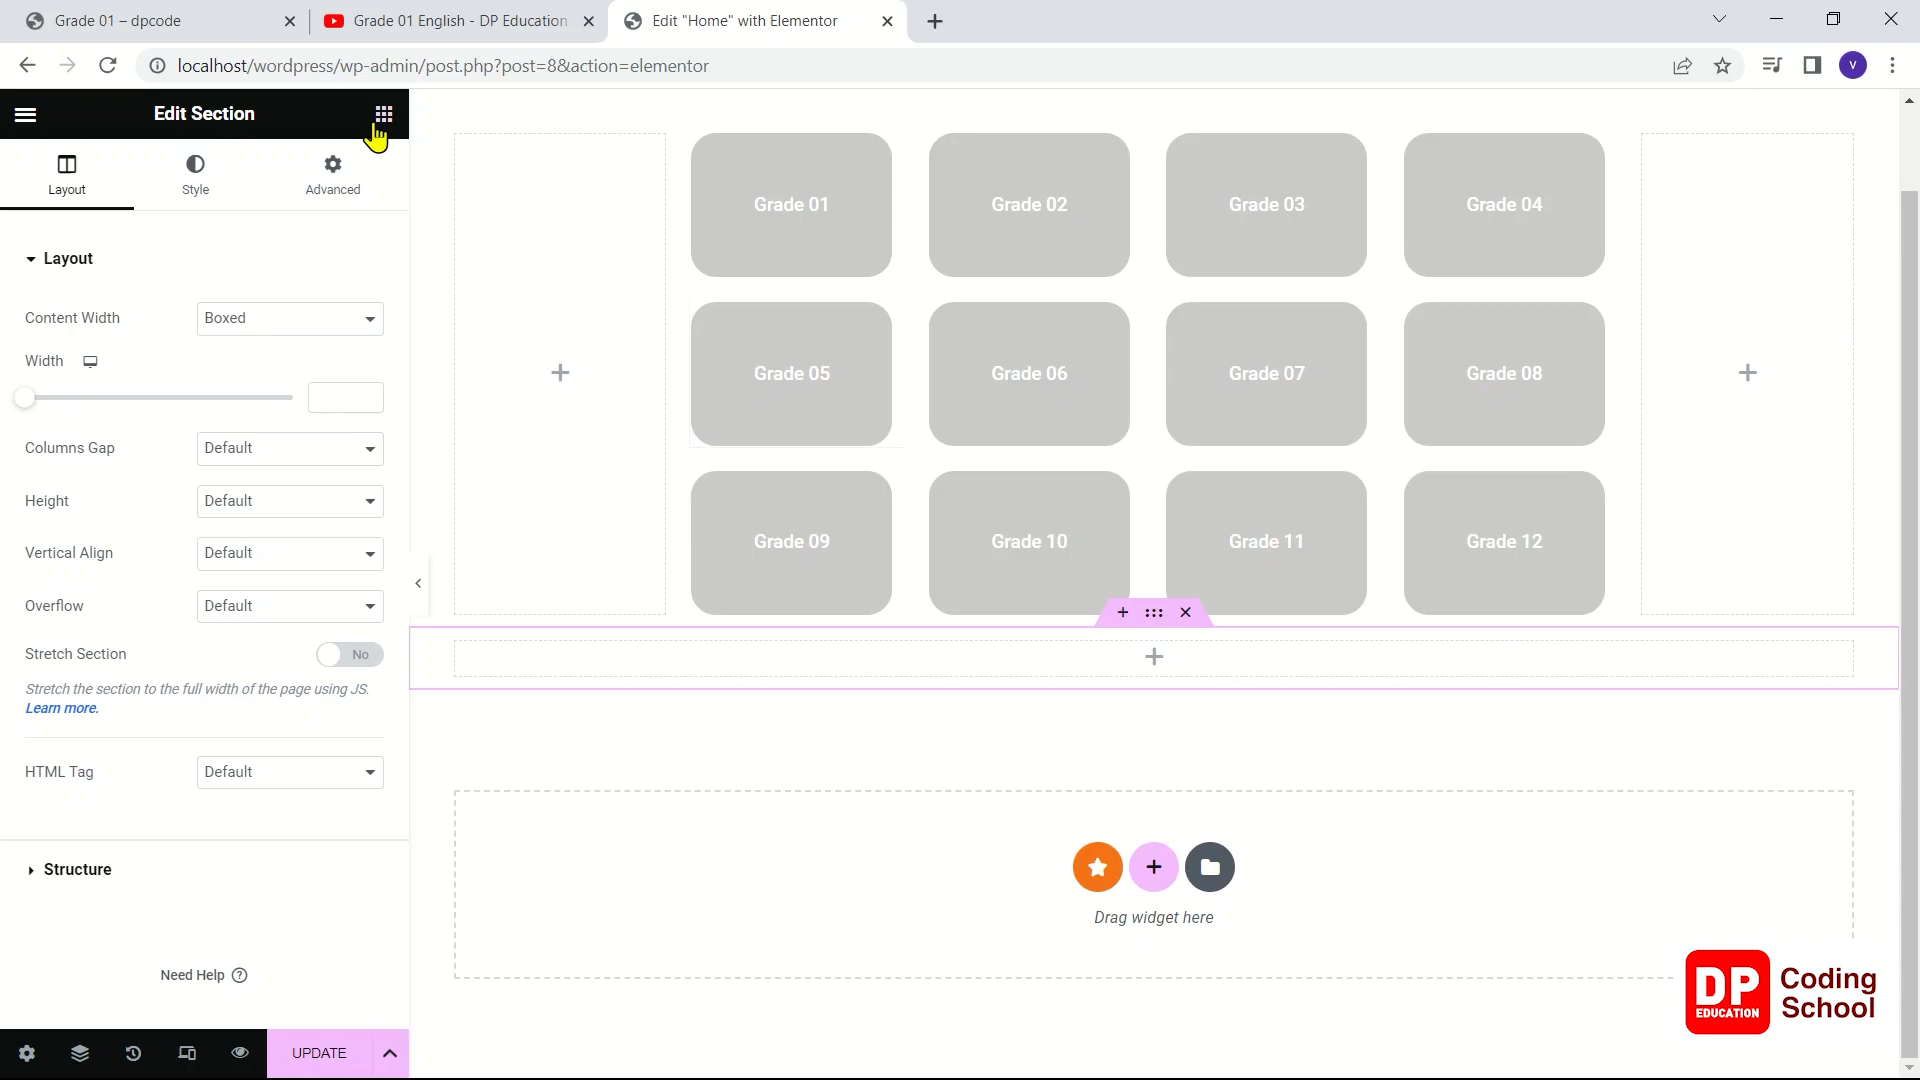 Grade 01 – dpcode
Grade 01 English - DP Education
Edit "Home" with Elementor
localhost/wordpress/wp-admin/post.php?post=8&action=elementor
V
Edit Section
Layout
Style
Advanced
Layout
Content Width
Boxed
Width
Columns Gap
Default
Height
Default
Vertical Align
Default
Overflow
Default
Stretch Section
No
Stretch the section to the full width of the page using JS.
Learn more.
HTML Tag
Default
Structure
Need Help
UPDATE
Grade 01
Grade 02
Grade 03
Grade 04
Grade 05
Grade 06
Grade 07
Grade 08
Grade 09
Grade 10
Grade 11
Grade 12
Drag widget here
DP
EDUCATION
Coding
School